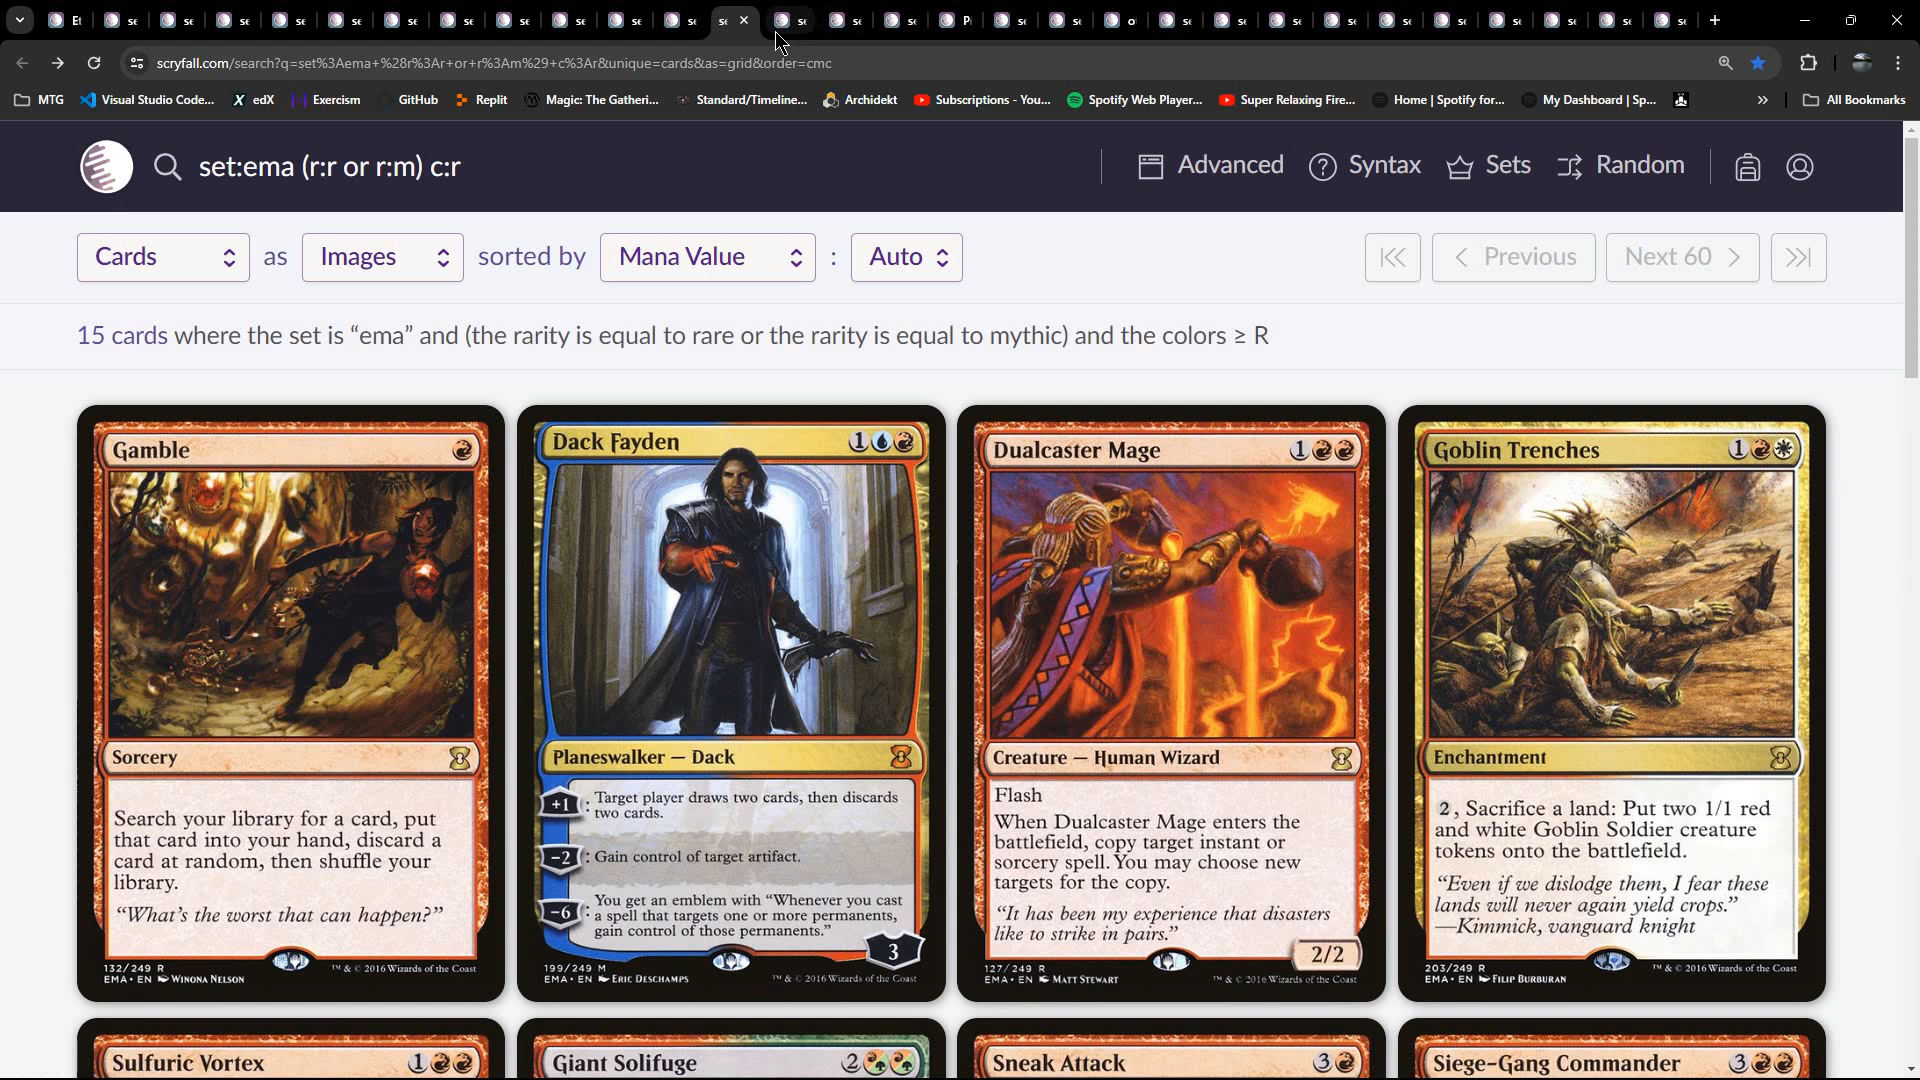 scryfall.com/search?q=set%3Aema+%28r%3Ar+or+r%3Am%29+c%3Ar&unique=cards&as=grid&order=cmc
MTG
Visual Studio Code...
edX
Exercism
GitHub
Replit
Magic: The Gatheri...
Standard/Timeline...
Archidekt
Subscriptions - You...
Spotify Web Player...
Super Relaxing Fire...
Home | Spotify for...
My Dashboard | Sp...
All Bookmarks
set:ema (r:r or r:m) c:r
Advanced
Syntax
Sets
Random
Cards as Images sorted by Mana Value : Auto
Previous
Next 60
15 cards where the set is “ema” and (the rarity is equal to rare or the rarity is equal to mythic) and the colors ≥ R
Gamble
Sorcery
Search your library for a card, put
that card into your hand, discard a
card at random, then shuffle your
library.
“What’s the worst that can happen?”
132/249 R
EMA • EN Winona Nelson
™ & © 2016 Wizards of the Coast
Dack Fayden
1
Planeswalker — Dack
+1 : Target player draws two cards, then discards
two cards.
-2 : Gain control of target artifact.
-6 : You get an emblem with “Whenever you cast
a spell that targets one or more permanents,
gain control of those permanents.”
3
199/249 M
EMA • EN Eric Deschamps
™ & © 2016 Wizards of the Coast
Dualcaster Mage
1
Creature — Human Wizard
Flash
When Dualcaster Mage enters the
battlefield, copy target instant or
sorcery spell. You may choose new
targets for the copy.
“It has been my experience that disasters
like to strike in pairs.”
2/2
127/249 R
EMA • EN Matt Stewart
™ & © 2016 Wizards of the Coast
Goblin Trenches
1
Enchantment
2, Sacrifice a land: Put two 1/1 red
and white Goblin Soldier creature
tokens onto the battlefield.
“Even if we dislodge them, I fear these
lands will never again yield crops.”
—Kimmick, vanguard knight
203/249 R
EMA • EN Filip Burburan
™ & © 2016 Wizards of the Coast
Sulfuric Vortex
1
Giant Solifuge
2
Sneak Attack
3
Siege-Gang Commander
3